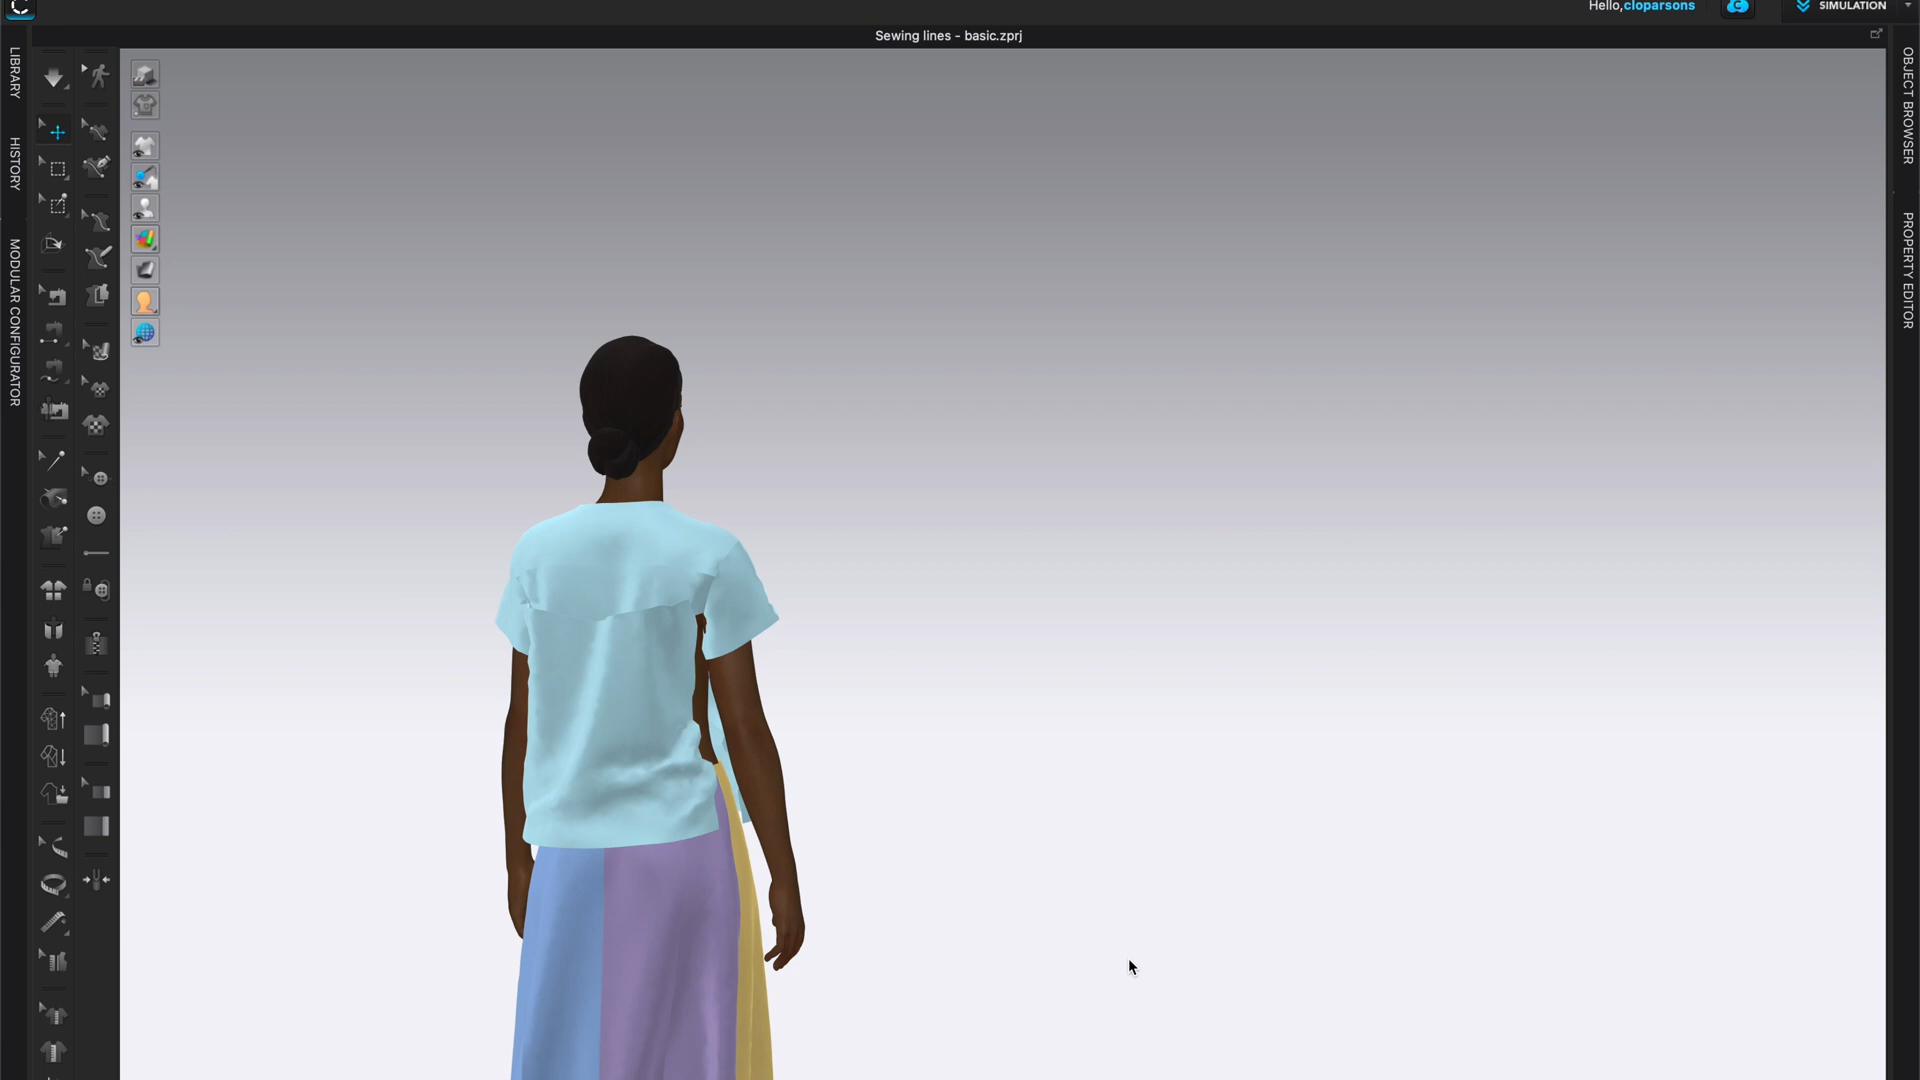 Hello,cloparsons
SIMULATION
Sewing lines - basic.zprj
LIBRARY
HISTORY
MODULAR CONFIGURATOR
OBJECT BROWSER
PROPERTY EDITOR